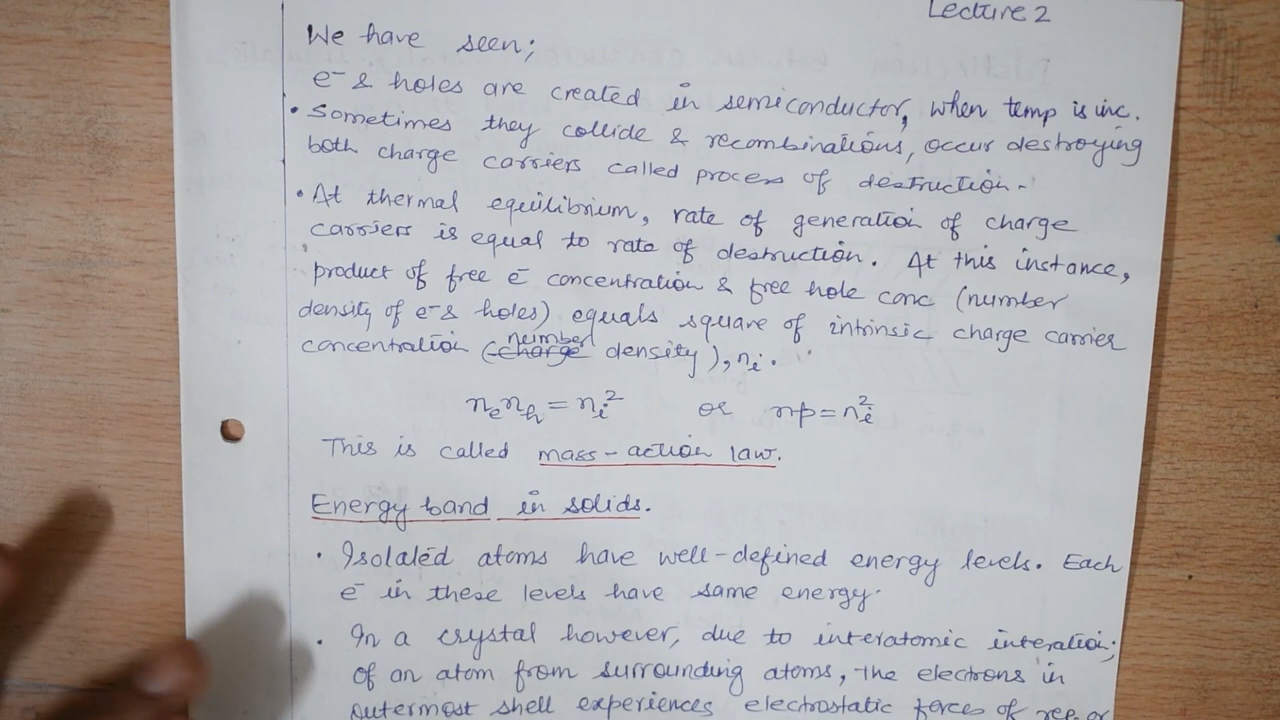 Lecture 2
We have seen;
e⁻ & holes are created in semiconductor, when temp is inc.
• Sometimes they collide & recombinations, occur destroying
both charge carriers called process of destruction.
• At thermal equilibrium, rate of generation of charge
carriers is equal to rate of destruction. At this instance,
product of free e⁻ concentration & free hole conc (number
density of e⁻ & holes) equals square of intrinsic charge carrier
concentration (number density), nᵢ.
nₑnₕ = nᵢ² or np = nᵢ²
This is called mass-action law.
Energy band in solids.
• Isolated atoms have well-defined energy levels. Each
e⁻ in these levels have same energy.
• In a crystal however, due to interatomic interation;
of an atom from surrounding atoms, the electrons in
outermost shell experiences electrostatic forces of rep or